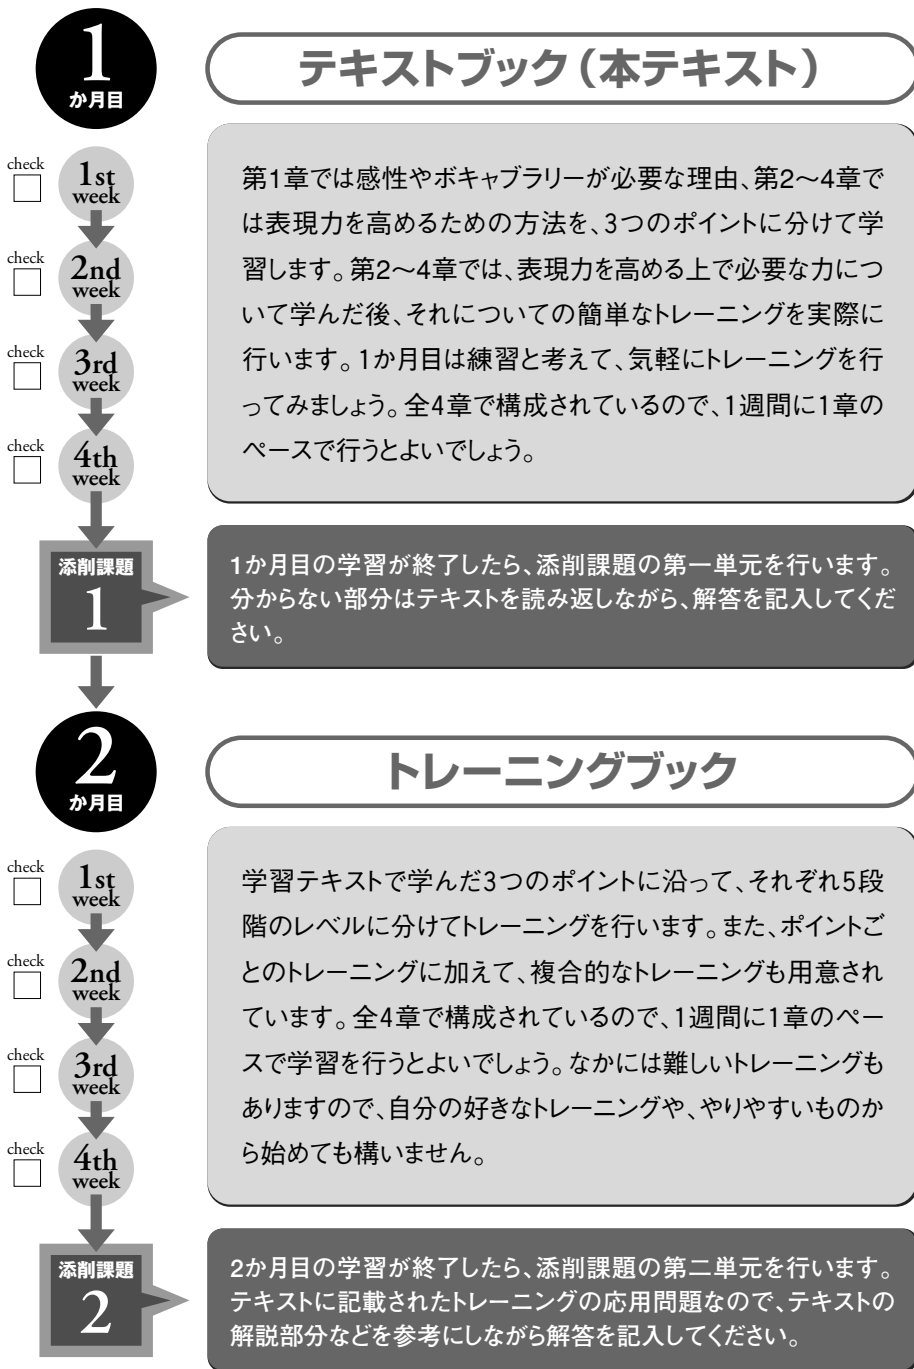 1
か月目
テキストブック（本テキスト）
check
1st
week
check
2nd
week
check
3rd
week
check
4th
week
第1章では感性やボキャブラリーが必要な理由、第2〜4章で
は表現力を高めるための方法を、3つのポイントに分けて学
習します。第2〜4章では、表現力を高める上で必要な力につ
いて学んだ後、それについての簡単なトレーニングを実際に
行います。1か月目は練習と考えて、気軽にトレーニングを行
ってみましょう。全4章で構成されているので、1週間に1章の
ペースで行うとよいでしょう。
添削課題
1
1か月目の学習が終了したら、添削課題の第一単元を行います。
分からない部分はテキストを読み返しながら、解答を記入してくだ
さい。
2
か月目
トレーニングブック
check
1st
week
check
2nd
week
check
3rd
week
check
4th
week
学習テキストで学んだ3つのポイントに沿って、それぞれ5段
階のレベルに分けてトレーニングを行います。また、ポイントご
とのトレーニングに加えて、複合的なトレーニングも用意され
ています。全4章で構成されているので、1週間に1章のペー
スで学習を行うとよいでしょう。なかには難しいトレーニングも
ありますので、自分の好きなトレーニングや、やりやすいものか
ら始めても構いません。
添削課題
2
2か月目の学習が終了したら、添削課題の第二単元を行います。
テキストに記載されたトレーニングの応用問題なので、テキストの
解説部分などを参考にしながら解答を記入してください。